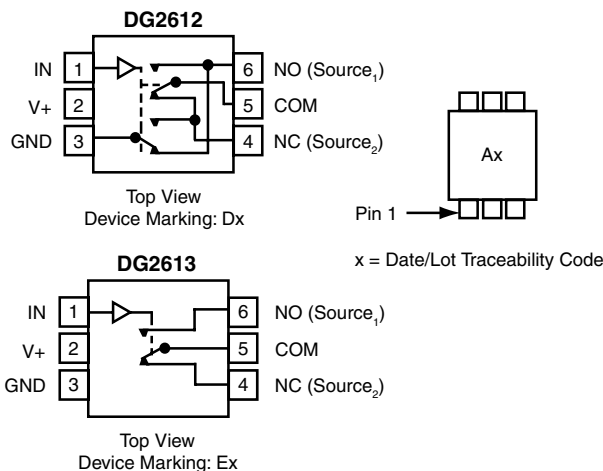 DG2612
IN 1
V+ 2
GND 3
6 NO (Source₁)
5 COM
4 NC (Source₂)
Top View
Device Marking: Dx
Ax
Pin 1
x = Date/Lot Traceability Code
DG2613
IN 1
V+ 2
GND 3
6 NO (Source₁)
5 COM
4 NC (Source₂)
Top View
Device Marking: Ex